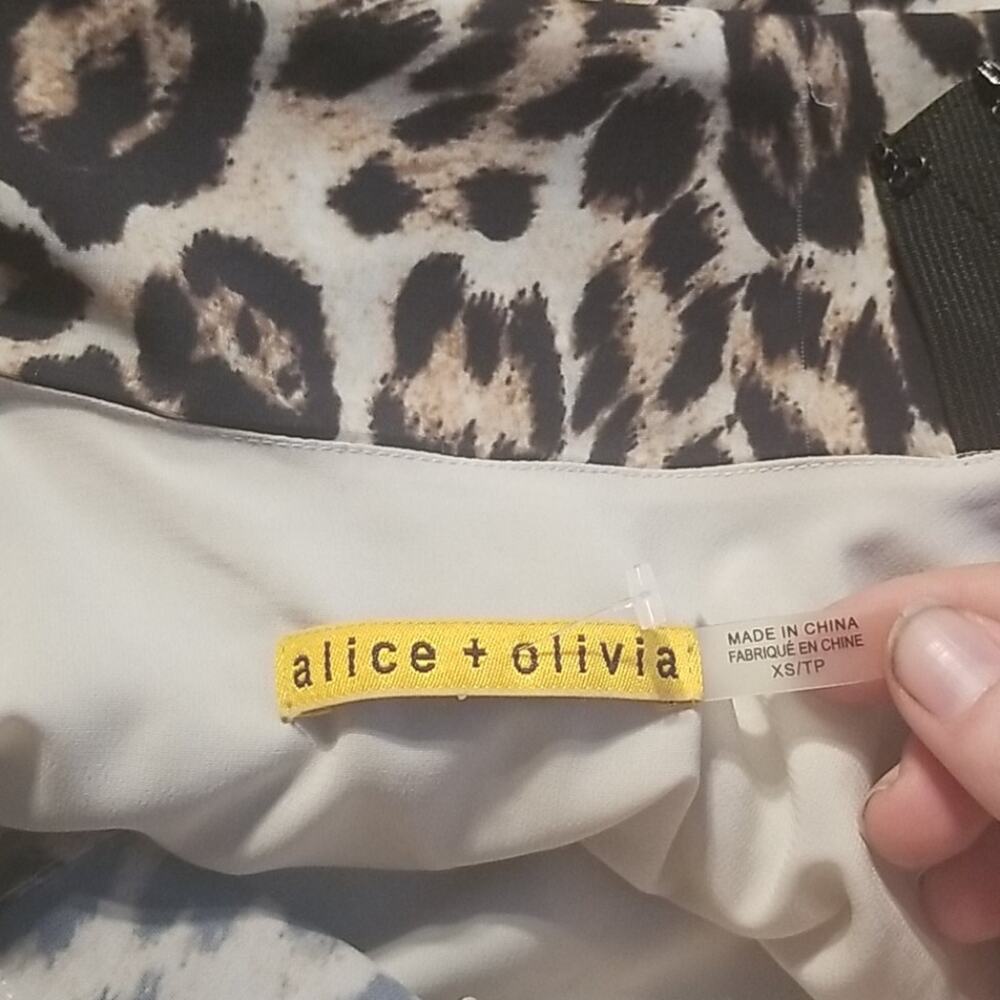 alice + olivia
MADE IN CHINA
FABRIQUÉ EN CHINE
XS/TP